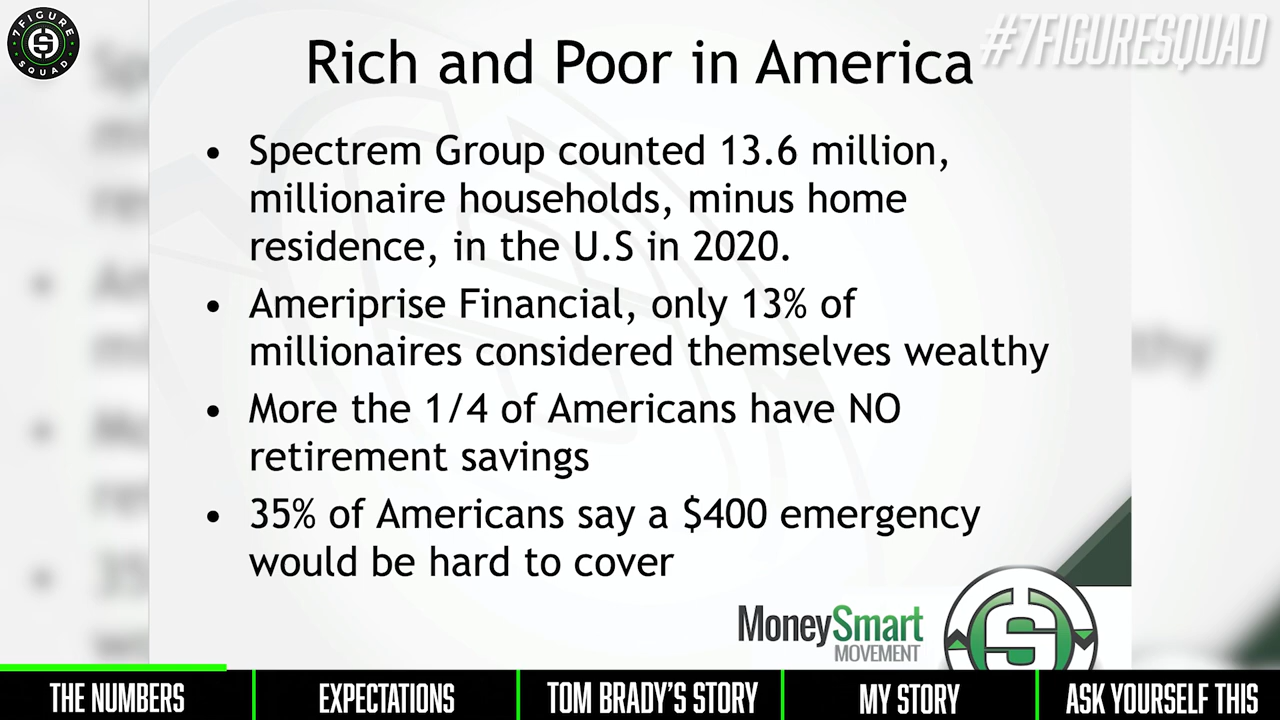 7 FIGURE SQUAD
#7FIGURESQUAD
Rich and Poor in America
• Spectrem Group counted 13.6 million,
millionaire households, minus home
residence, in the U.S in 2020.
• Ameriprise Financial, only 13% of
millionaires considered themselves wealthy
• More the 1/4 of Americans have NO
retirement savings
• 35% of Americans say a $400 emergency
would be hard to cover
MoneySmart
MOVEMENT
THE NUMBERS
EXPECTATIONS
TOM BRADY'S STORY
MY STORY
ASK YOURSELF THIS